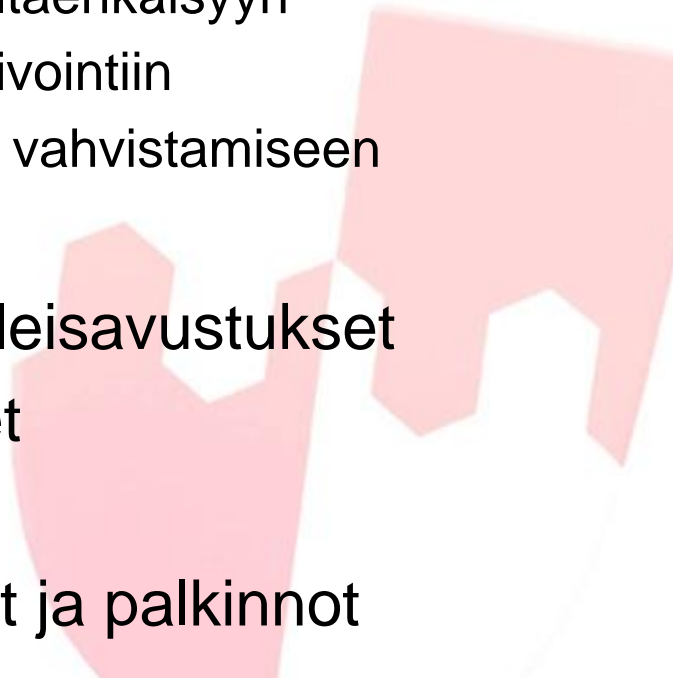 ivointiin
vahvistamiseen
leisavustukset
t
t ja palkinnot